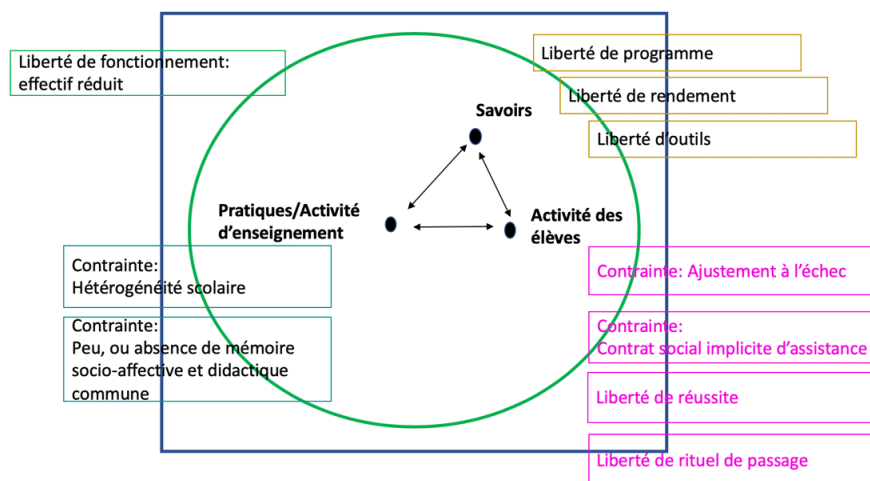 Liberté de fonctionnement:
effectif réduit
Liberté de programme
Liberté de rendement
Liberté d'outils
Savoirs
Pratiques/Activité
d'enseignement
Activité des
élèves
Contrainte:
Hétérogénéité scolaire
Contrainte:
Peu, ou absence de mémoire
socio-affective et didactique
commune
Contrainte: Ajustement à l'échec
Contrainte:
Contrat social implicite d'assistance
Liberté de réussite
Liberté de rituel de passage